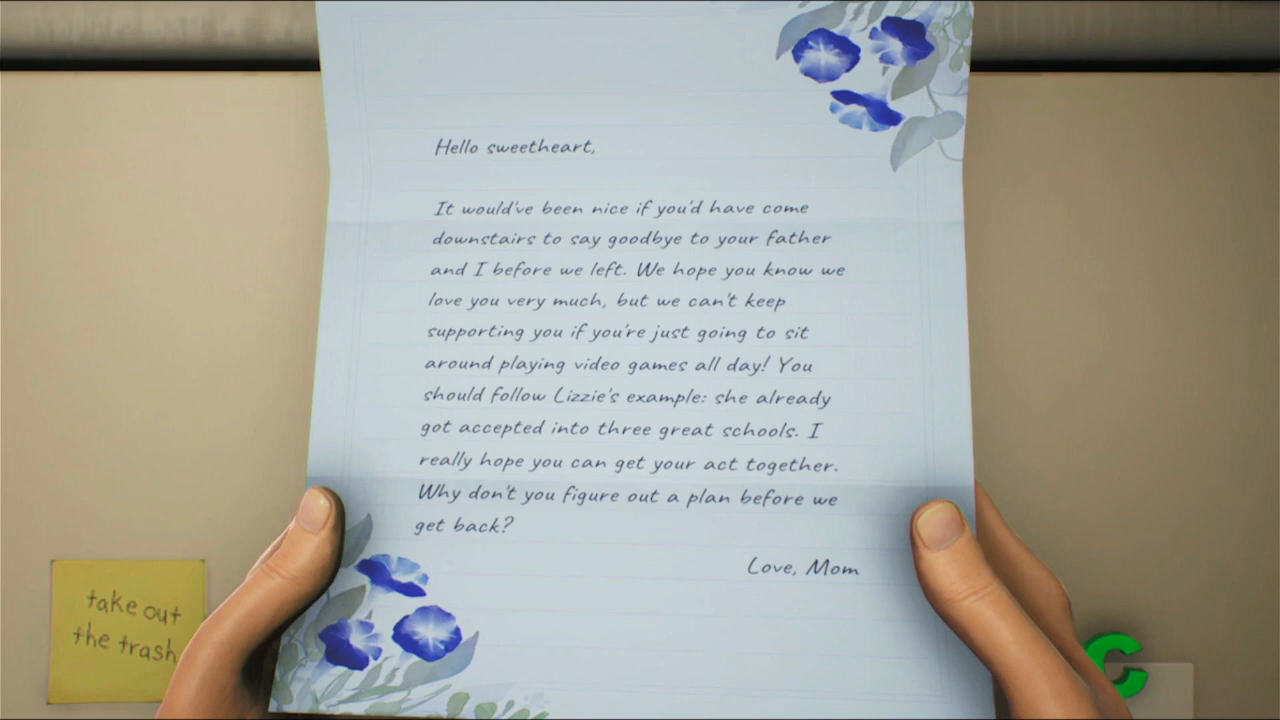 Hello sweetheart,
It would've been nice if you'd have come
downstairs to say goodbye to your father
and I before we left. We hope you know we
love you very much, but we can't keep
supporting you if you're just going to sit
around playing video games all day! You
should follow Lizzie's example: she already
got accepted into three great schools. I
really hope you can get your act together.
Why don't you figure out a plan before we
get back?
Love, Mom
take out
the trash
C